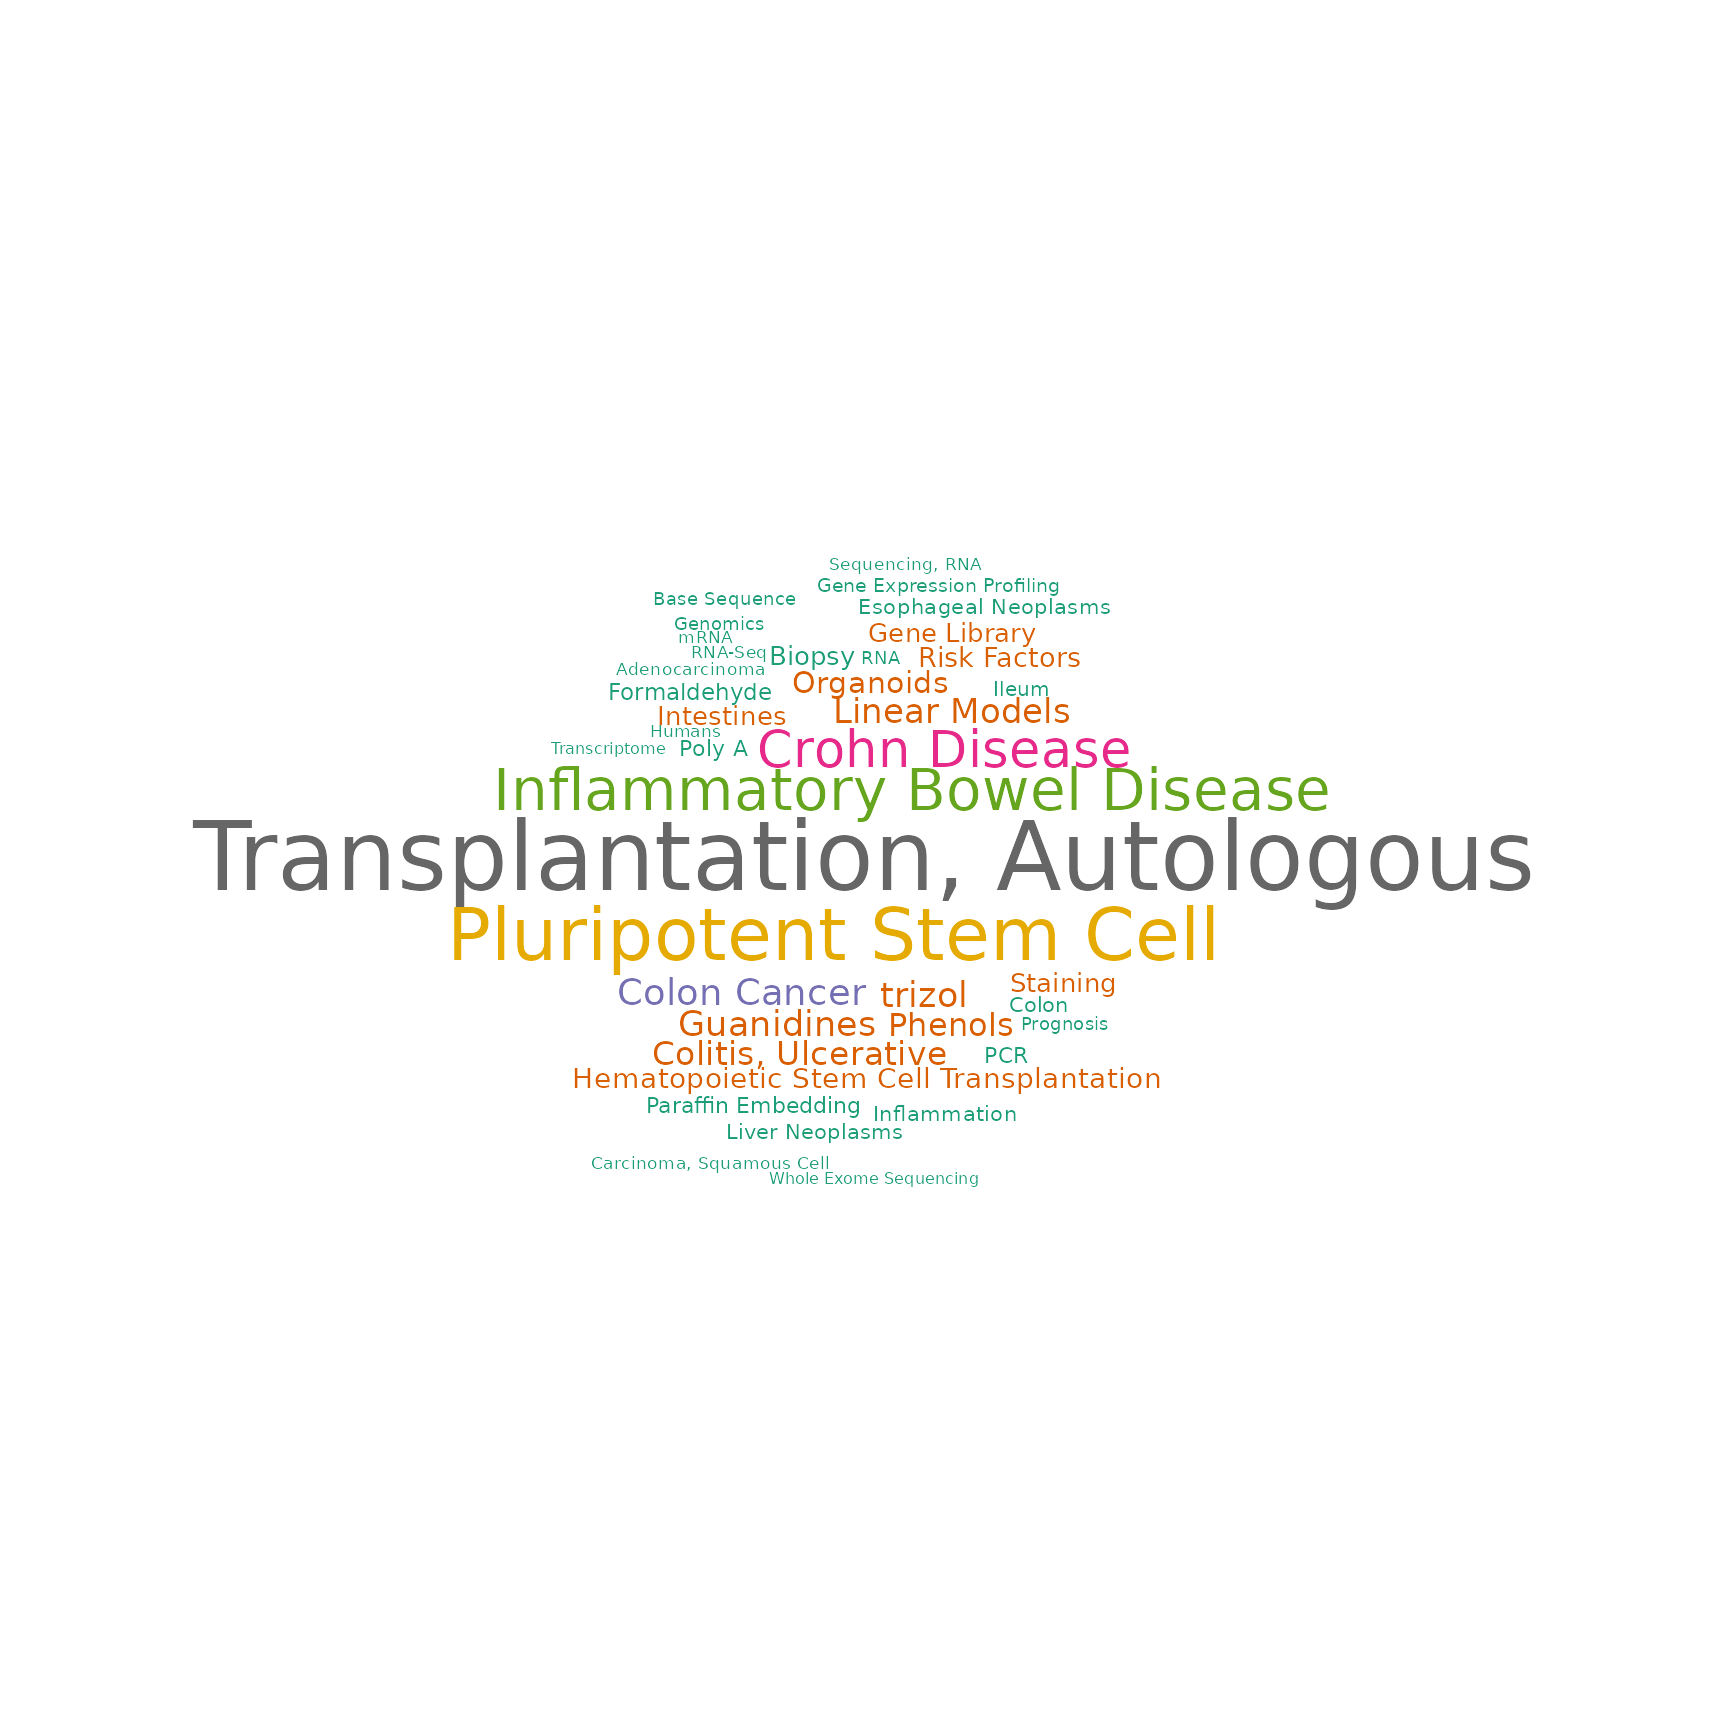 Sequencing, RNA
Gene Expression Profiling
Base Sequence
Esophageal Neoplasms
Genomics
Gene Library
mRNA
RNA-Seq
Biopsy
RNA
Risk Factors
Adenocarcinoma
Organoids
Formaldehyde
Ileum
Intestines
Linear Models
Humans
Transcriptome
Poly A
Crohn Disease
Inflammatory Bowel Disease
Transplantation, Autologous
Pluripotent Stem Cell
Colon Cancer
trizol
Staining
Colon
Guanidines
Phenols
Prognosis
Colitis, Ulcerative
PCR
Hematopoietic Stem Cell Transplantation
Paraffin Embedding
Inflammation
Liver Neoplasms
Carcinoma, Squamous Cell
Whole Exome Sequencing